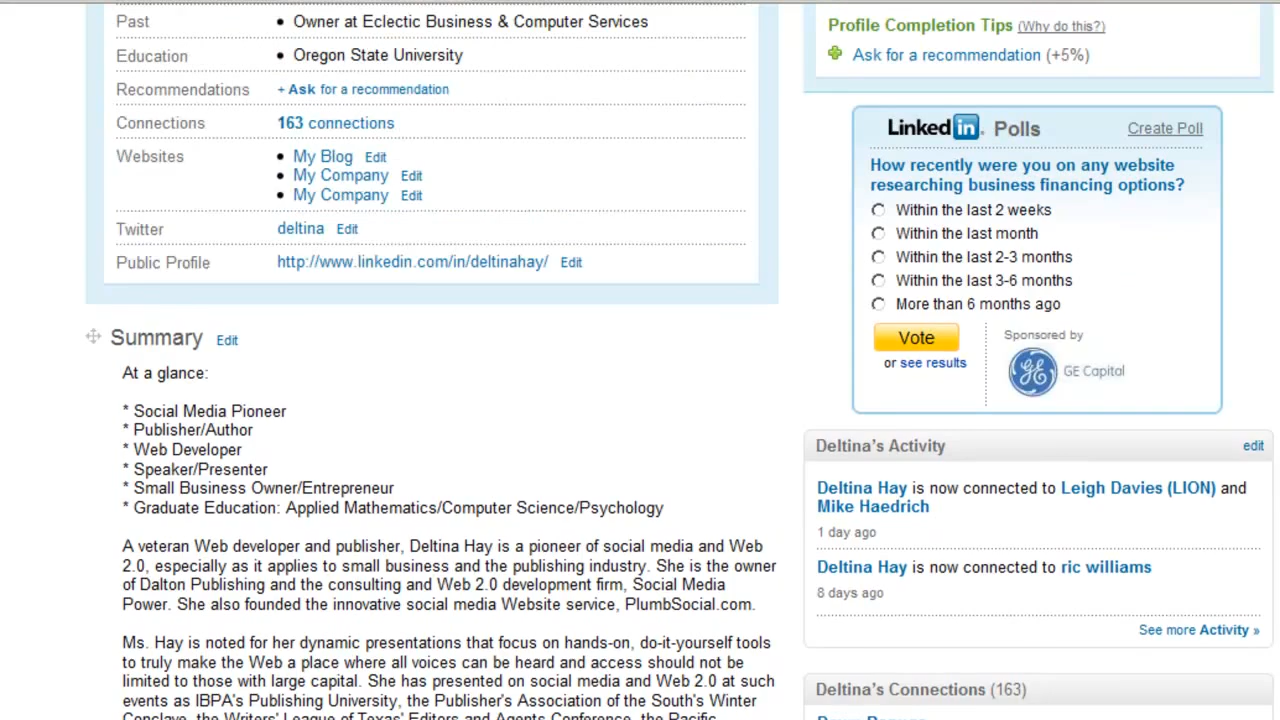 Past • Owner at Eclectic Business & Computer Services
Education • Oregon State University
Recommendations + Ask for a recommendation
Connections 163 connections
Websites • My Blog Edit
• My Company Edit
• My Company Edit
Twitter deltina Edit
Public Profile http://www.linkedin.com/in/deltinahay/ Edit
Summary Edit
At a glance:
* Social Media Pioneer
* Publisher/Author
* Web Developer
* Speaker/Presenter
* Small Business Owner/Entrepreneur
* Graduate Education: Applied Mathematics/Computer Science/Psychology
A veteran Web developer and publisher, Deltina Hay is a pioneer of social media and Web
2.0, especially as it applies to small business and the publishing industry. She is the owner
of Dalton Publishing and the consulting and Web 2.0 development firm, Social Media
Power. She also founded the innovative social media Website service, PlumbSocial.com.
Ms. Hay is noted for her dynamic presentations that focus on hands-on, do-it-yourself tools
to truly make the Web a place where all voices can be heard and access should not be
limited to those with large capital. She has presented on social media and Web 2.0 at such
events as IBPA's Publishing University, the Publisher's Association of the South's Winter
Conclave, the Writers' League of Texas' Editors and Agents Conference, the Pacific
Profile Completion Tips (Why do this?)
Ask for a recommendation (+5%)
Linked in. Polls Create Poll
How recently were you on any website
researching business financing options?
Within the last 2 weeks
Within the last month
Within the last 2-3 months
Within the last 3-6 months
More than 6 months ago
Vote
or see results
Sponsored by
GE GE Capital
Deltina's Activity edit
Deltina Hay is now connected to Leigh Davies (LION) and
Mike Haedrich
1 day ago
Deltina Hay is now connected to ric williams
8 days ago
See more Activity »
Deltina's Connections (163)